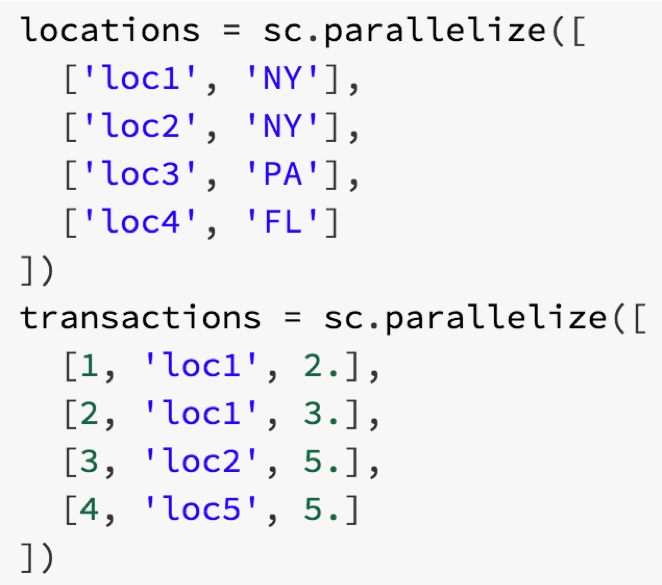 locations = sc.parallelize([
  ['loc1', 'NY'],
  ['loc2', 'NY'],
  ['loc3', 'PA'],
  ['loc4', 'FL']
])
transactions = sc.parallelize([
  [1, 'loc1', 2.],
  [2, 'loc1', 3.],
  [3, 'loc2', 5.],
  [4, 'loc5', 5.]
])